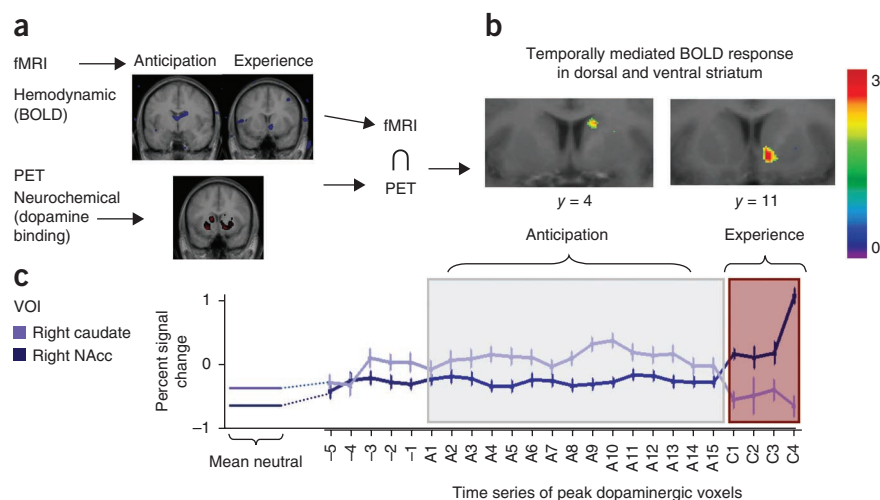 a
fMRI
Anticipation
Experience
Hemodynamic
(BOLD)
PET
Neurochemical
(dopamine
binding)
fMRI
∩
PET
b
Temporally mediated BOLD response
in dorsal and ventral striatum
y = 4
y = 11
3
0
c
VOI
Right caudate
Right NAcc
Anticipation
Experience
Percent signal
change
1
0
−1
Mean neutral
−5 −4 −3 −2 −1 A1 A2 A3 A4 A5 A6 A7 A8 A9 A10 A11 A12 A13 A14 A15 C1 C2 C3 C4
Time series of peak dopaminergic voxels